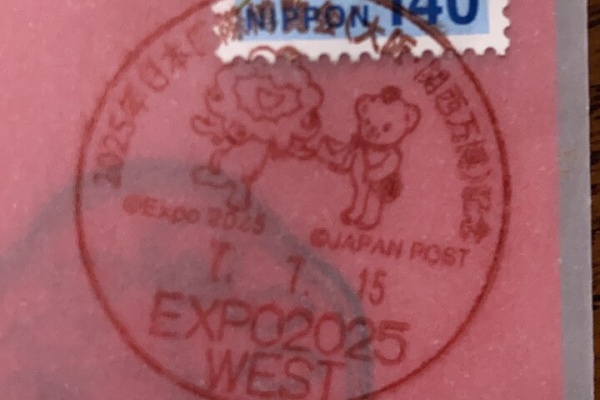 NIPPON 140
2025年日本 国際博覧会(大阪・関西万博)記念
©Expo 2025
©JAPAN POST
7. 7. 15
EXPO2025
WEST